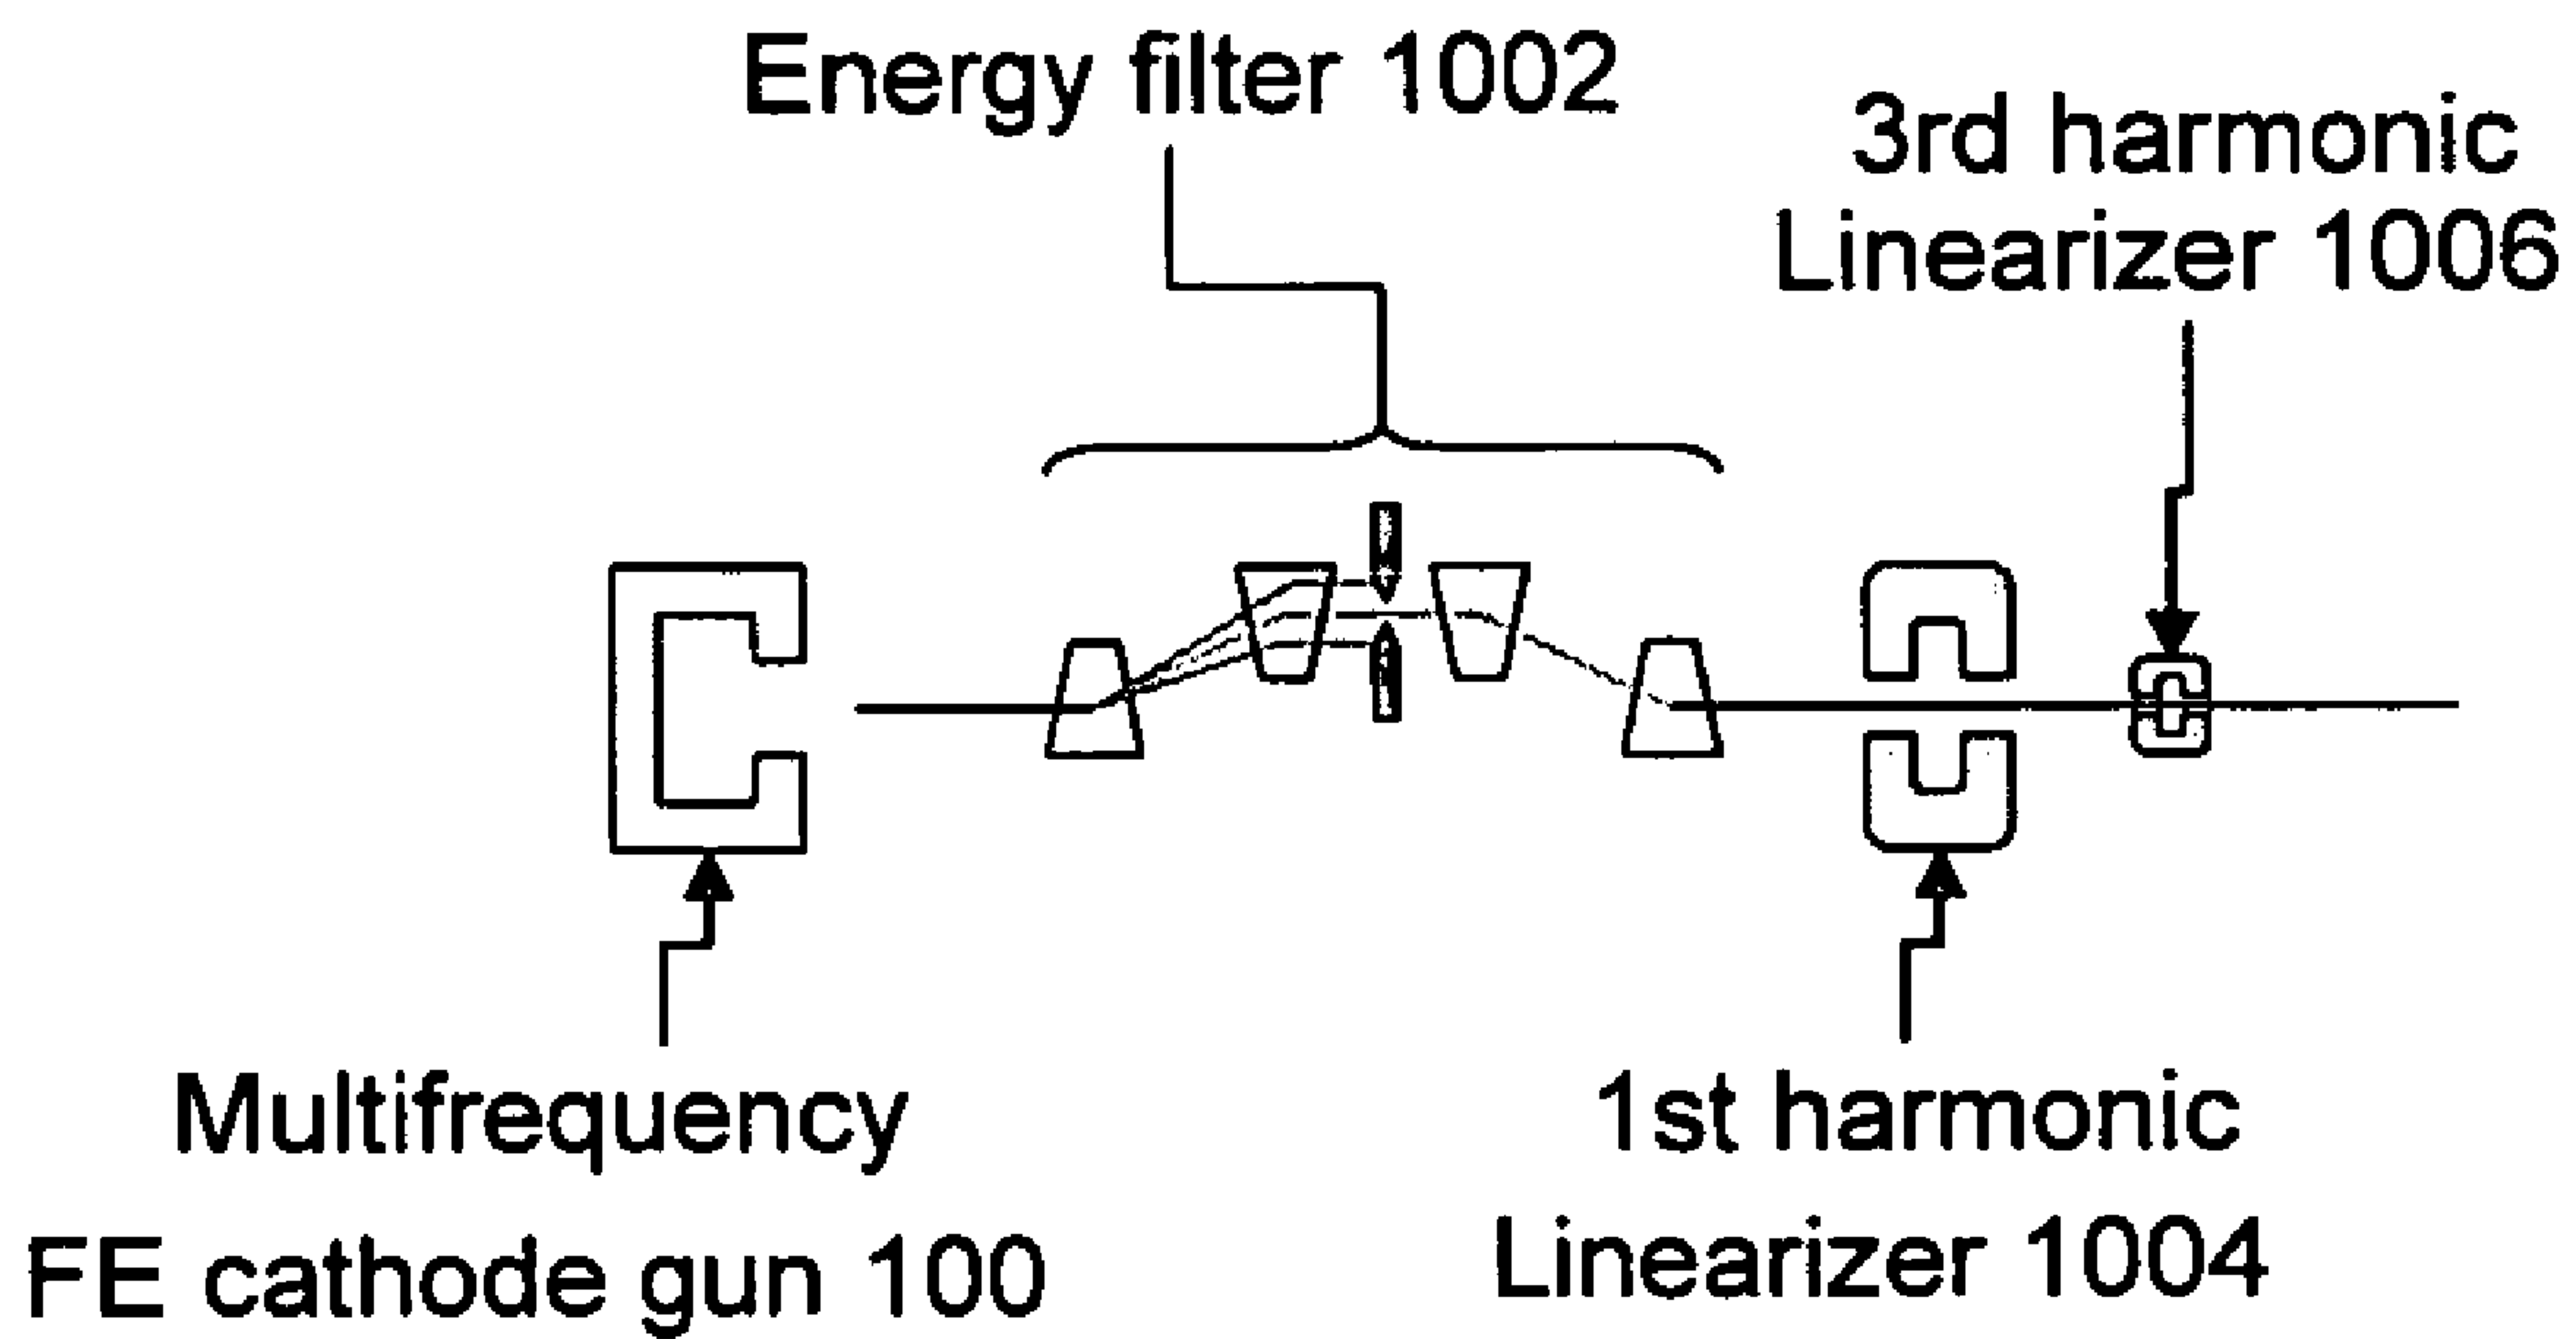 Energy filter 1002
3rd harmonic
Linearizer 1006
Multifrequency
FE cathode gun 100
1st harmonic
Linearizer 1004